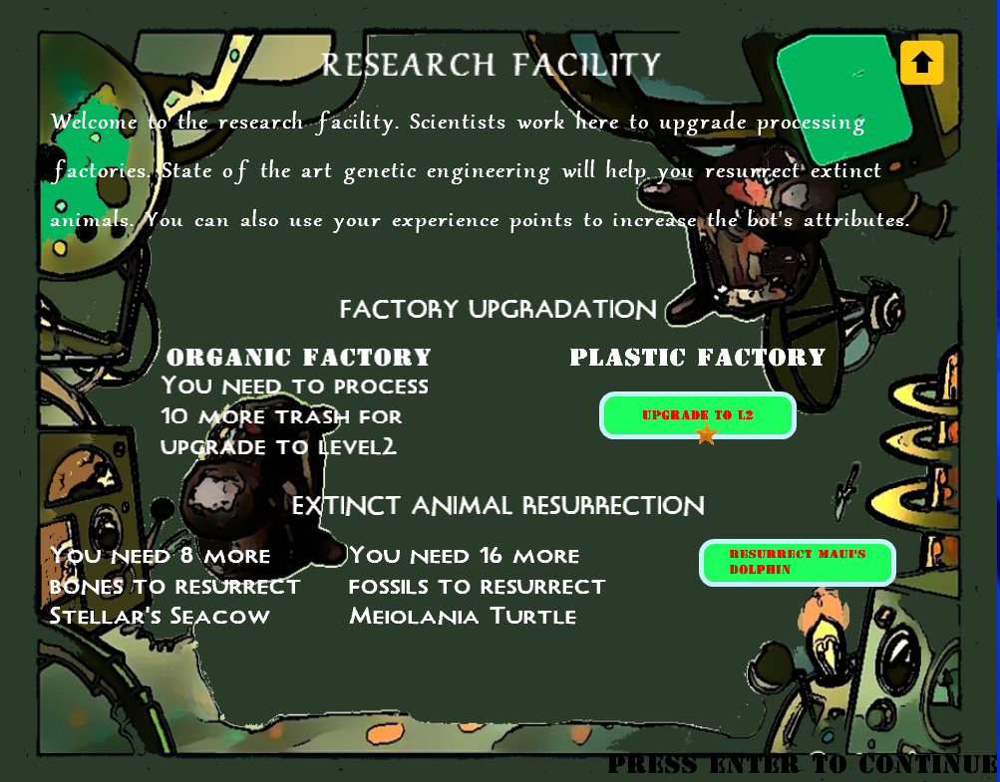 RESEARCH FACILITY
Welcome to the research facility. Scientists work here to upgrade processing
factories. State of the art genetic engineering will help you resurrect extinct
animals. You can also use your experience points to increase the bot's attributes.
FACTORY UPGRADATION
ORGANIC FACTORY
PLASTIC FACTORY
YOU NEED TO PROCESS
10 MORE TRASH FOR
UPGRADE TO LEVEL2
UPGRADE TO L2
EXTINCT ANIMAL RESURRECTION
YOU NEED 8 MORE
BONES TO RESURRECT
STELLAR'S SEACOW
YOU NEED 16 MORE
FOSSILS TO RESURRECT
MEIOLANIA TURTLE
RESURRECT MAUI'S
DOLPHIN
PRESS ENTER TO CONTINUE